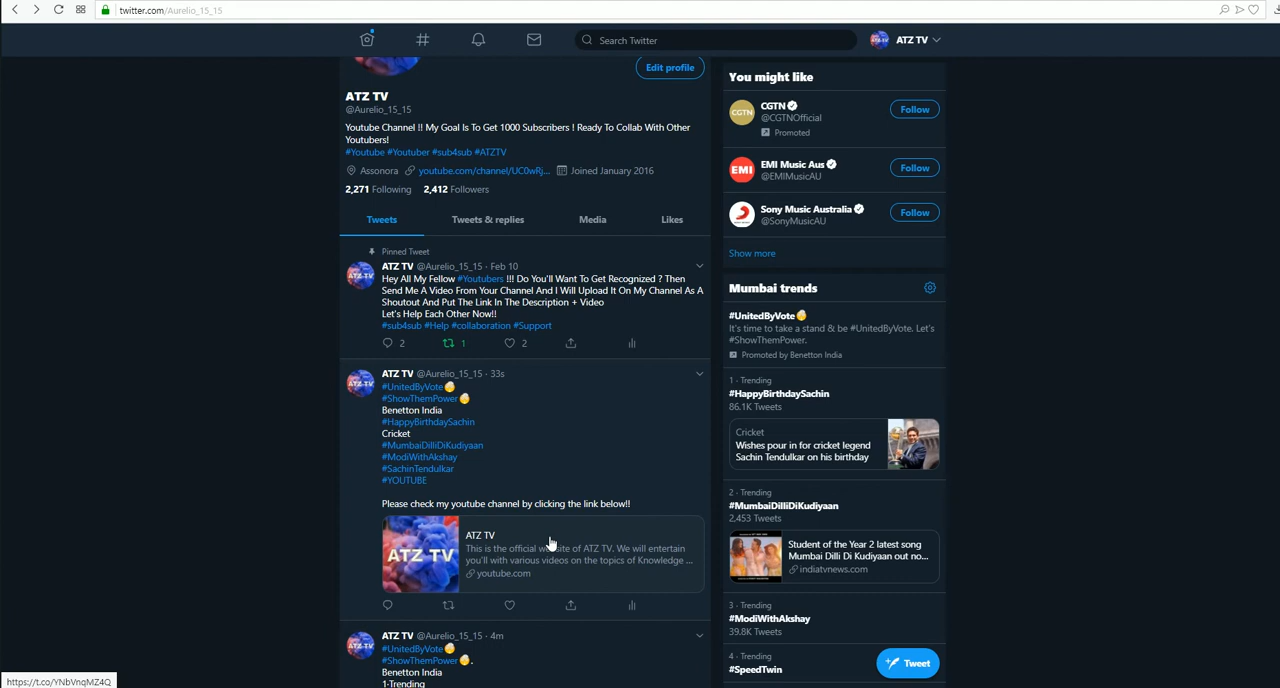 twitter.com/Aurelio_15_15
Search Twitter
ATZ TV
Edit profile
ATZ TV
@Aurelio_15_15
Youtube Channel !! My Goal Is To Get 1000 Subscribers ! Ready To Collab With Other
Youtubers!
#Youtube #Youtuber #sub4sub #ATZTV
Assonora youtube.com/channel/UC0wRj... Joined January 2016
2,271 Following 2,412 Followers
Tweets Tweets & replies Media Likes
Pinned Tweet
ATZ TV @Aurelio_15_15 · Feb 10
Hey All My Fellow #Youtubers !!! Do You'll Want To Get Recognized ? Then
Send Me A Video From Your Channel And I Will Upload It On My Channel As A
Shoutout And Put The Link In The Description + Video
Let's Help Each Other Now!!
#sub4sub #Help #collaboration #Support
2 1 2
ATZ TV @Aurelio_15_15 · 33s
#UnitedByVote
#ShowThemPower
Benetton India
#HappyBirthdaySachin
Cricket
#MumbaiDilliDiKudiyaan
#ModiWithAkshay
#SachinTendulkar
#YOUTUBE
Please check my youtube channel by clicking the link below!!
ATZ TV
ATZ TV
This is the official website of ATZ TV. We will entertain
you'll with various videos on the topics of Knowledge ...
youtube.com
ATZ TV @Aurelio_15_15 · 4m
#UnitedByVote
#ShowThemPower .
Benetton India
1-Trending
You might like
CGTN
CGTN
@CGTNOfficial
Promoted
Follow
EMI
EMI Music Aus
@EMIMusicAU
Follow
Sony Music Australia
@SonyMusicAU
Follow
Show more
Mumbai trends
#UnitedByVote
It's time to take a stand & be #UnitedByVote. Let's
#ShowThemPower.
Promoted by Benetton India
1 · Trending
#HappyBirthdaySachin
86.1K Tweets
Cricket
Wishes pour in for cricket legend
Sachin Tendulkar on his birthday
2 · Trending
#MumbaiDilliDiKudiyaan
2,453 Tweets
Student of the Year 2 latest song
Mumbai Dilli Di Kudiyaan out no...
indiatvnews.com
3 · Trending
#ModiWithAkshay
39.8K Tweets
4 · Trending
#SpeedTwin
Tweet
https://t.co/YNbVnqMZ4Q